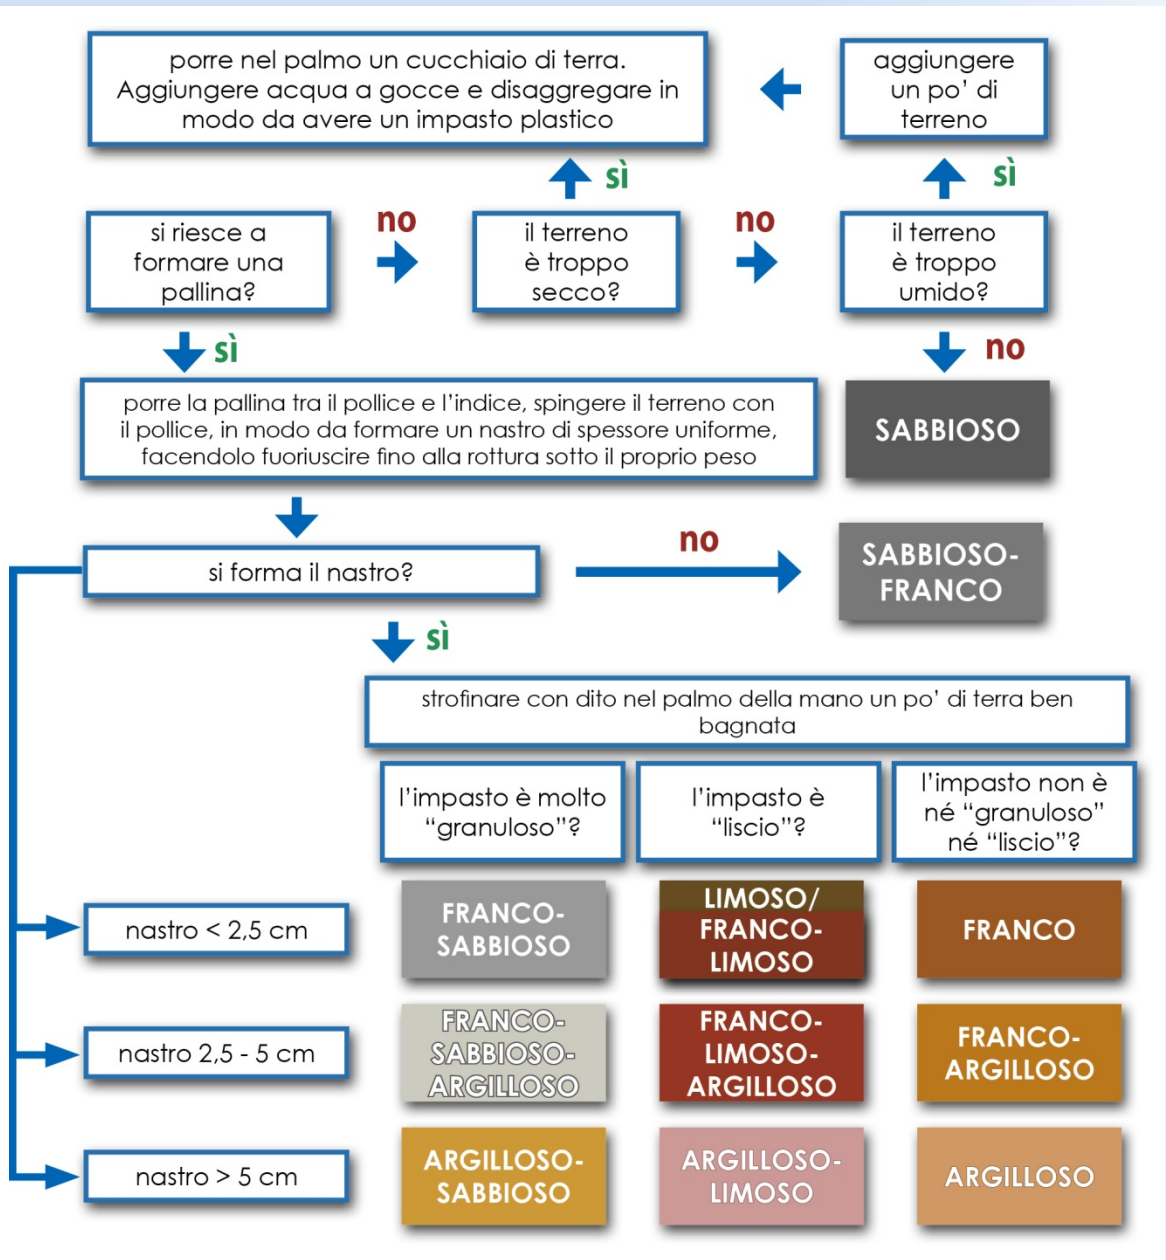 porre nel palmo un cucchiaio di terra.
Aggiungere acqua a gocce e disaggregare in
modo da avere un impasto plastico
aggiungere
un po' di
terreno
sì
sì
si riesce a
formare una
pallina?
no
il terreno
è troppo
secco?
no
il terreno
è troppo
umido?
sì
no
porre la pallina tra il pollice e l'indice, spingere il terreno con
il pollice, in modo da formare un nastro di spessore uniforme,
facendolo fuoriuscire fino alla rottura sotto il proprio peso
SABBIOSO
si forma il nastro?
no
SABBIOSO-
FRANCO
sì
strofinare con dito nel palmo della mano un po' di terra ben
bagnata
l'impasto è molto
"granuloso"?
l'impasto è
"liscio"?
l'impasto non è
né "granuloso"
né "liscio"?
nastro < 2,5 cm
FRANCO-
SABBIOSO
LIMOSO/
FRANCO-
LIMOSO
FRANCO
nastro 2,5 - 5 cm
FRANCO-
SABBIOSO-
ARGILLOSO
FRANCO-
LIMOSO-
ARGILLOSO
FRANCO-
ARGILLOSO
nastro > 5 cm
ARGILLOSO-
SABBIOSO
ARGILLOSO-
LIMOSO
ARGILLOSO